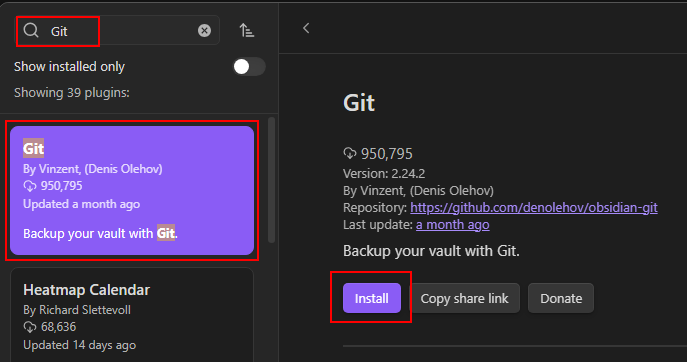 Git
Show installed only
Showing 39 plugins:
Git
By Vinzent, (Denis Olehov)
950,795
Updated a month ago
Backup your vault with Git.
Heatmap Calendar
By Richard Slettevoll
68,636
Updated 14 days ago
Git
950,795
Version: 2.24.2
By Vinzent, (Denis Olehov)
Repository: https://github.com/denolehov/obsidian-git
Last update: a month ago
Backup your vault with Git.
Install
Copy share link
Donate